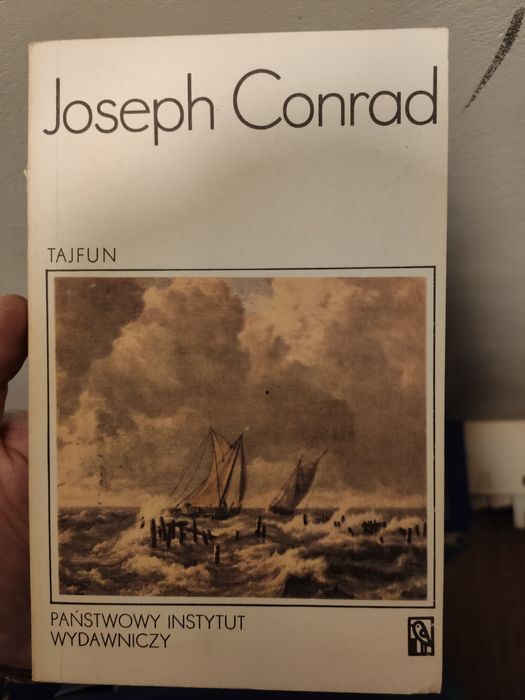 Joseph Conrad
TAJFUN
PAŃSTWOWY INSTYTUT
WYDAWNICZY